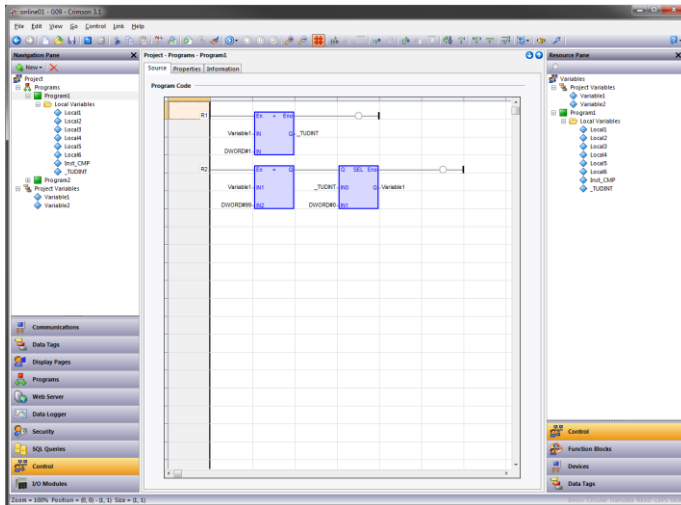 online01 - G09 - Crimson 3.1
File Edit View Go Control Link Help
Navigation Pane
New
Project
Programs
Program1
Local Variables
Local1
Local2
Local3
Local4
Local5
Local6
Inst_CMP
_TUDINT
Program2
Project Variables
Variable1
Variable2
Communications
Data Tags
Display Pages
Programs
Web Server
Data Logger
Security
SQL Queries
Control
I/O Modules
Project - Programs - Program1
Source Properties Information
Program Code
R1
En + Eno
Variable1 IN Q _TUDINT
DWORD#1 IN
R2
En = Q
Variable1 IN1
DWORD#99 IN2
Q SEL Eno
_TUDINT IN0 Q Variable1
DWORD#0 IN1
Resource Pane
Variables
Project Variables
Variable1
Variable2
Program1
Local Variables
Local1
Local2
Local3
Local4
Local5
Local6
Inst_CMP
_TUDINT
Control
Function Blocks
Devices
Data Tags
Zoom = 100% Position = (0, 0) - (1, 1) Size = (1, 1)